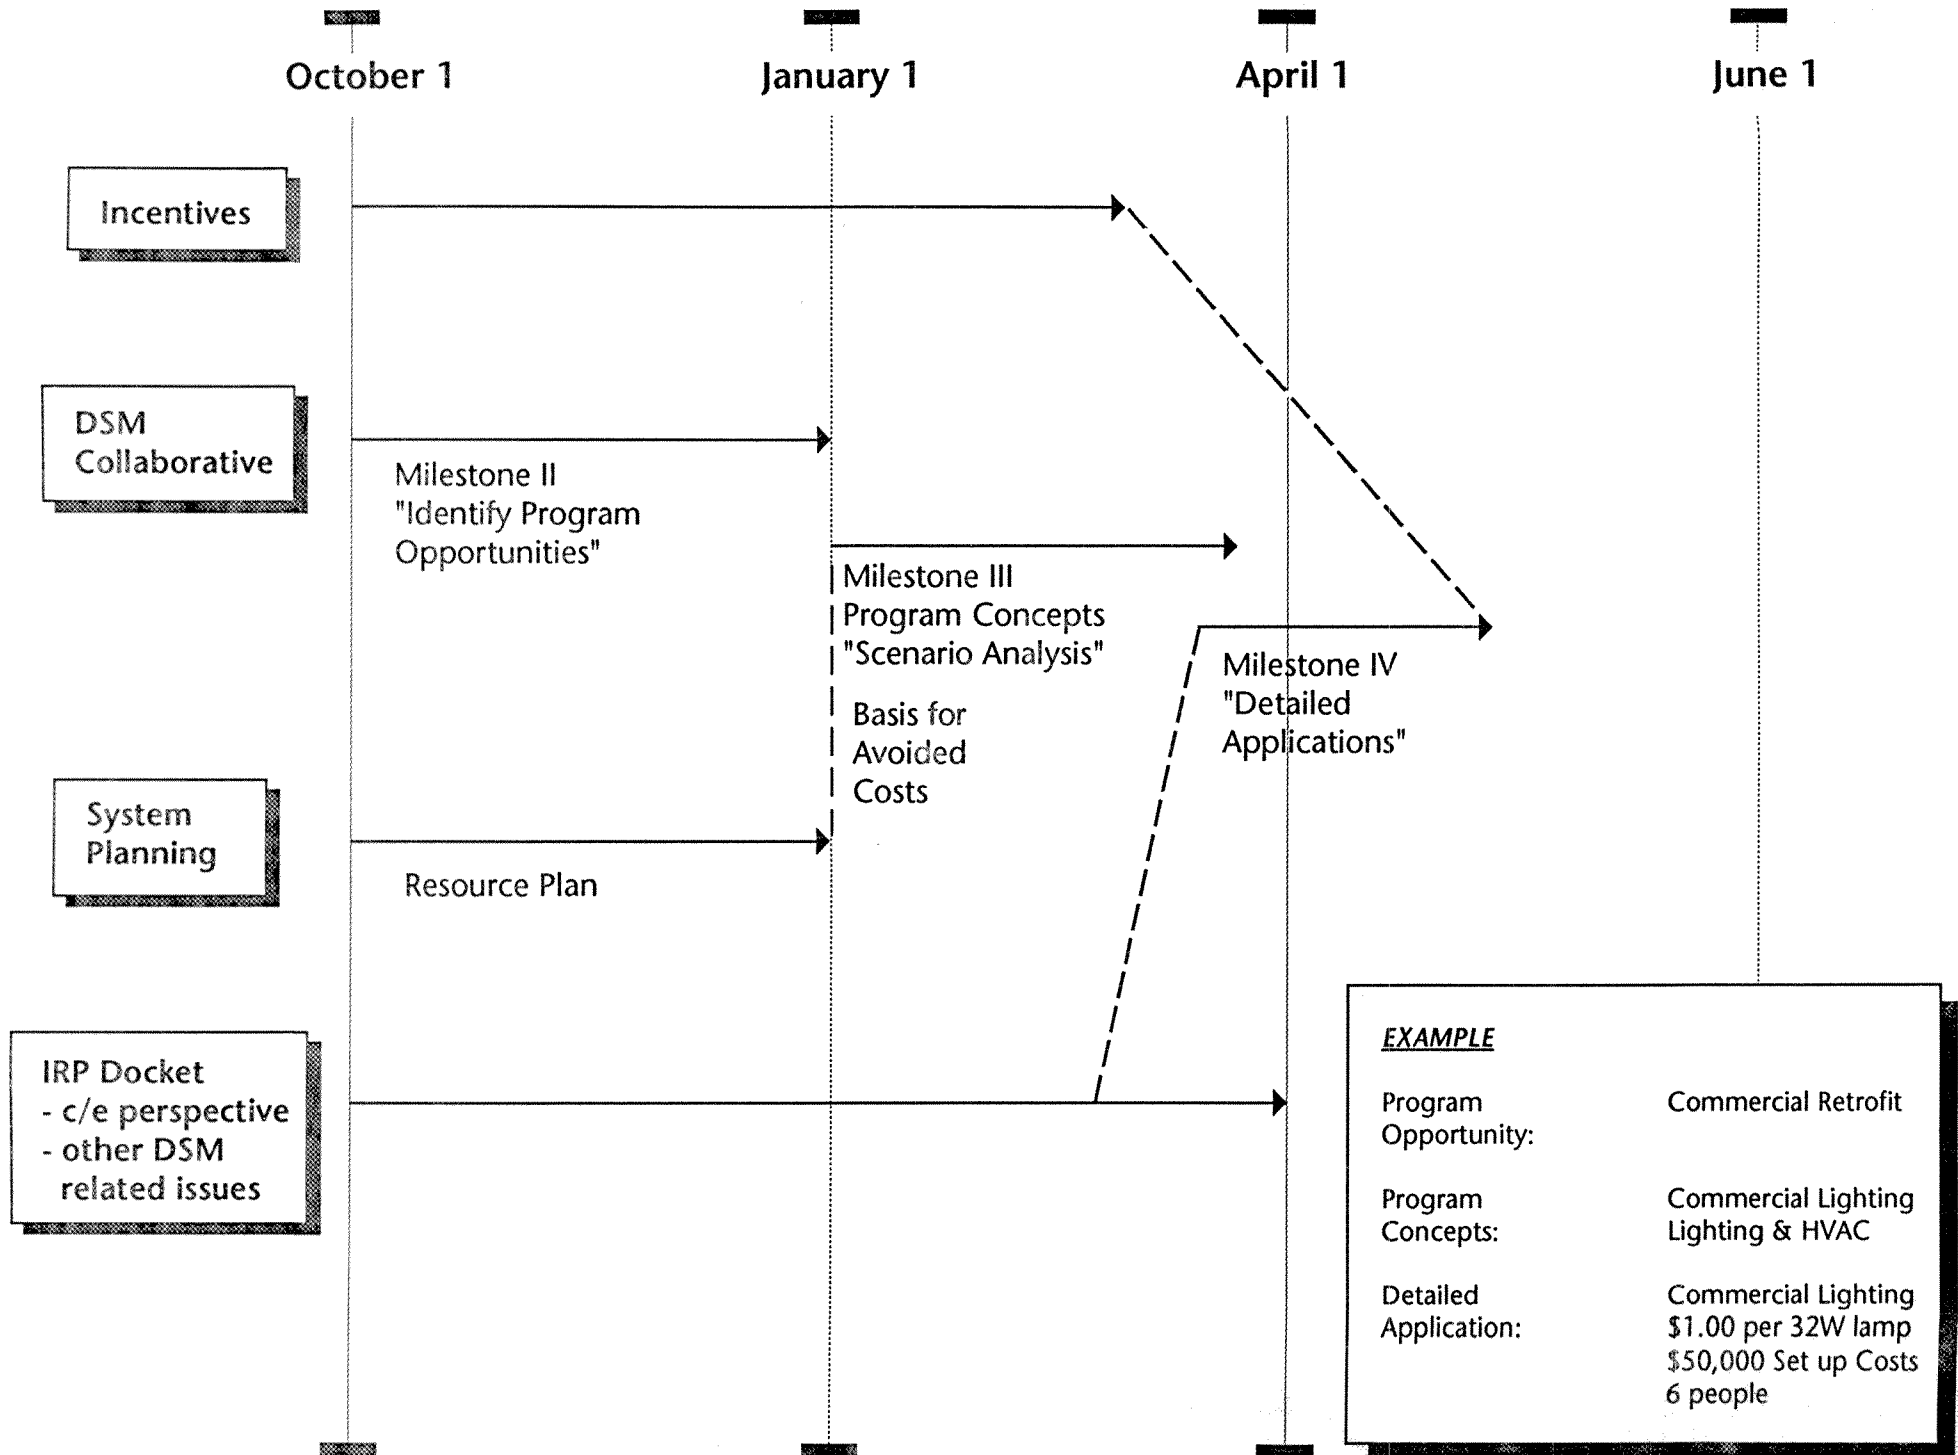 October 1
January 1
April 1
June 1
Incentives
DSM
Collaborative
Milestone II
"Identify Program
Opportunities"
Milestone III
Program Concepts
"Scenario Analysis"
Basis for
Avoided
Costs
Milestone IV
"Detailed
Applications"
System
Planning
Resource Plan
IRP Docket
- c/e perspective
- other DSM
related issues
EXAMPLE
Program
Opportunity:
Commercial Retrofit
Program
Concepts:
Commercial Lighting
Lighting & HVAC
Detailed
Application:
Commercial Lighting
$1.00 per 32W lamp
$50,000 Set up Costs
6 people